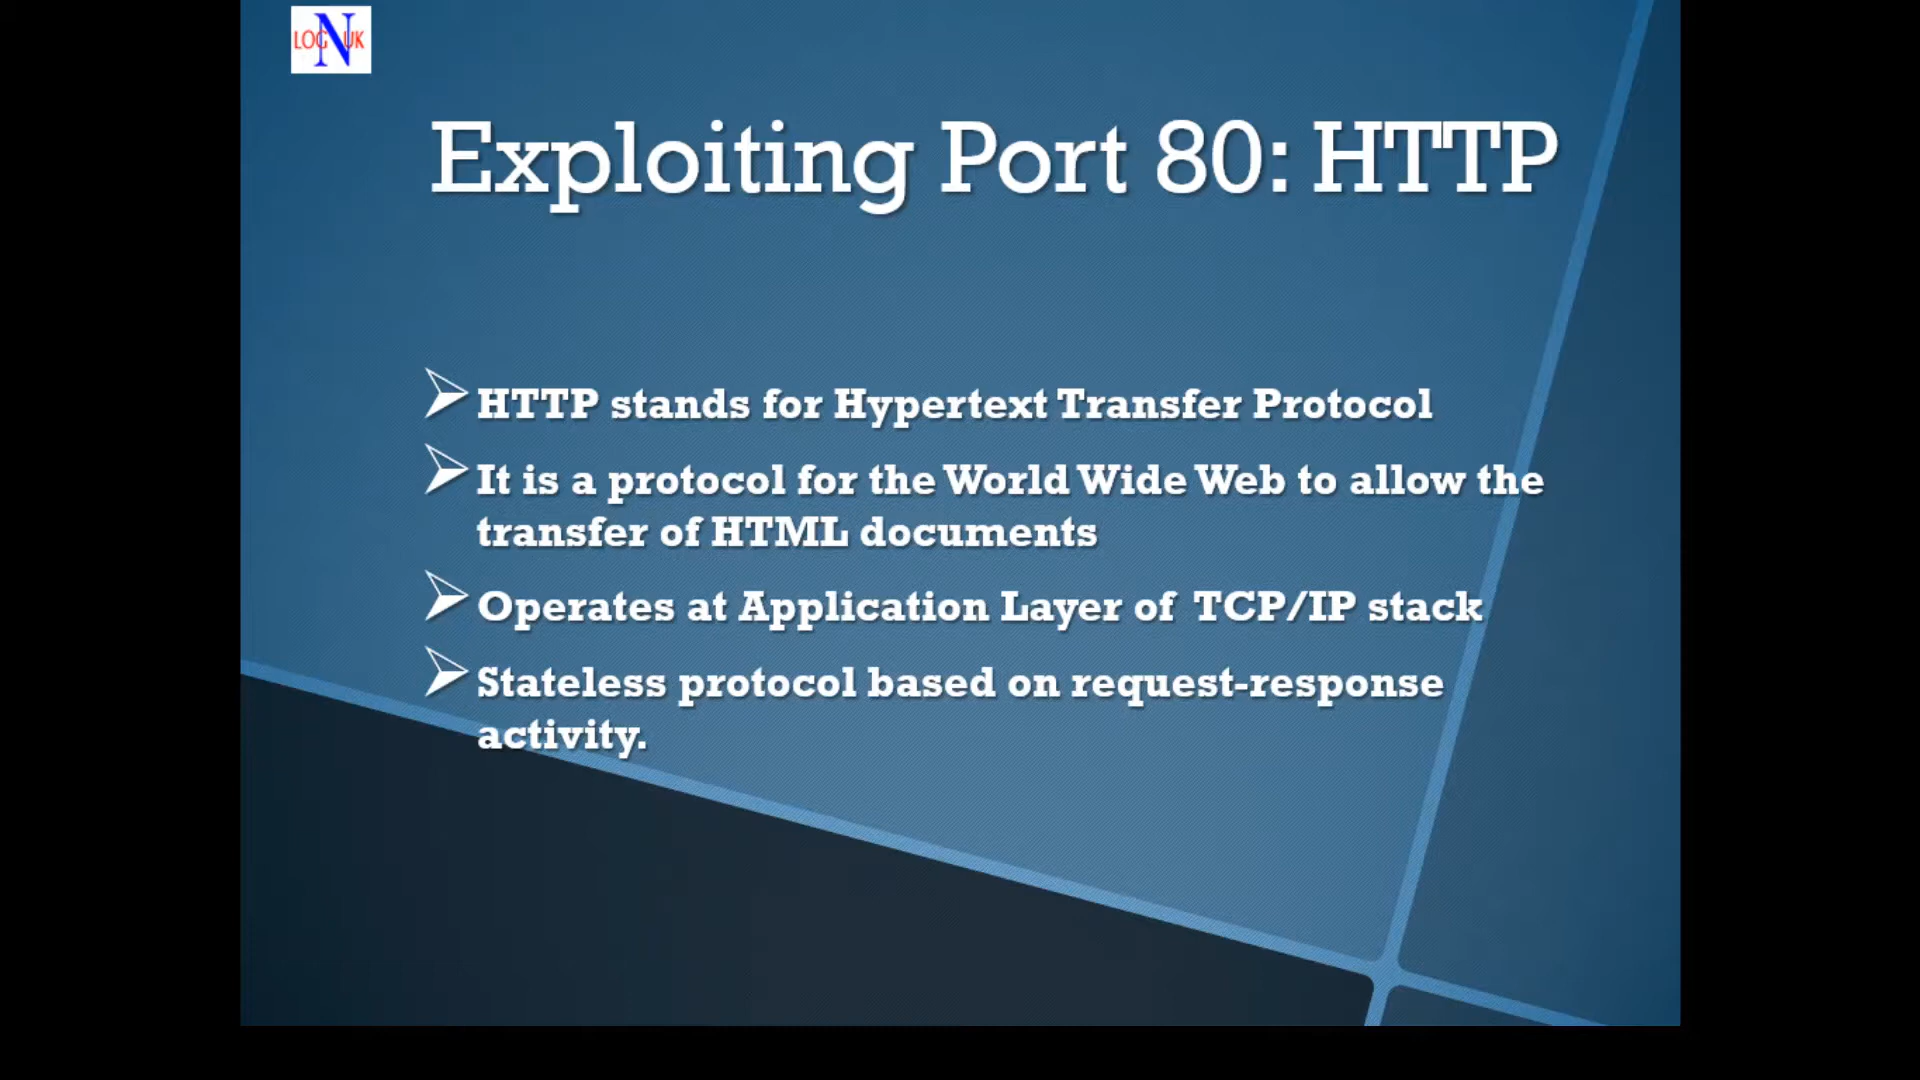 LOG N UK
Exploiting Port 80: HTTP
HTTP stands for Hypertext Transfer Protocol
It is a protocol for the World Wide Web to allow the
transfer of HTML documents
Operates at Application Layer of TCP/IP stack
Stateless protocol based on request-response
activity.